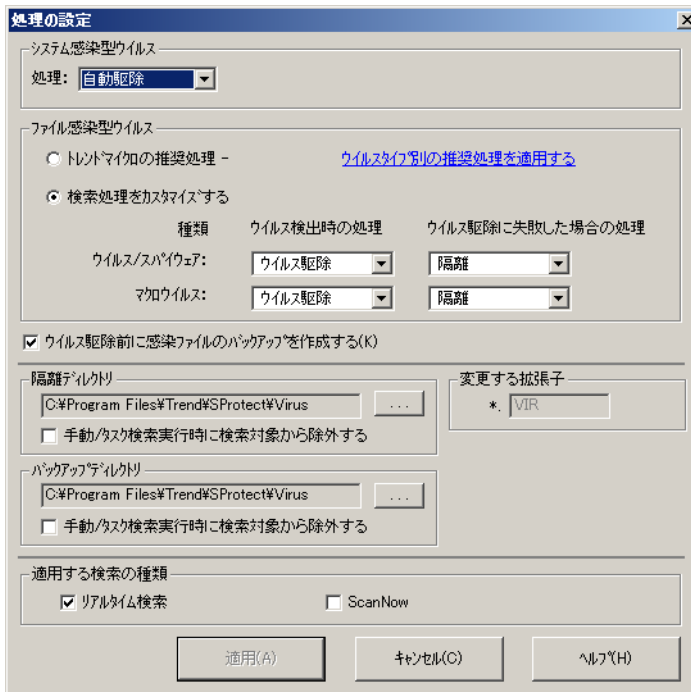 処理の設定
システム感染型ウイルス
処理: 自動駆除
ファイル感染型ウイルス
トレンドマイクロの推奨処理 - ウイルスタイプ別の推奨処理を適用する
検索処理をカスタマイズする
種類 ウイルス検出時の処理 ウイルス駆除に失敗した場合の処理
ウイルス/スパイウェア: ウイルス駆除 隔離
マクロウイルス: ウイルス駆除 隔離
ウイルス駆除前に感染ファイルのバックアップを作成する(K)
隔離ディレクトリ 変更する拡張子
C:¥Program Files¥Trend¥SProtect¥Virus ... *. VIR
手動/タスク検索実行時に検索対象から除外する
バックアップディレクトリ
C:¥Program Files¥Trend¥SProtect¥Virus ...
手動/タスク検索実行時に検索対象から除外する
適用する検索の種類
リアルタイム検索 ScanNow
適用(A) キャンセル(C) ヘルプ(H)